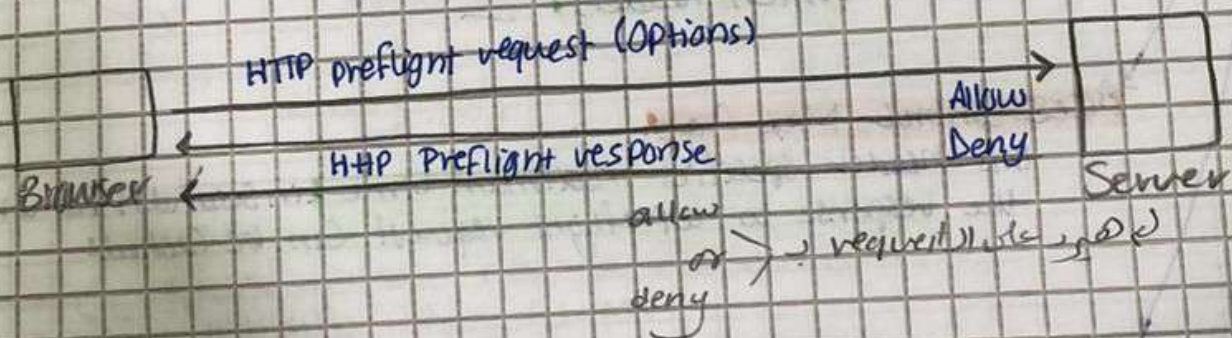 HTTP preflight request (Options)
Allow
HTTP Preflight response
Deny
Browser
Server
allow
or
deny